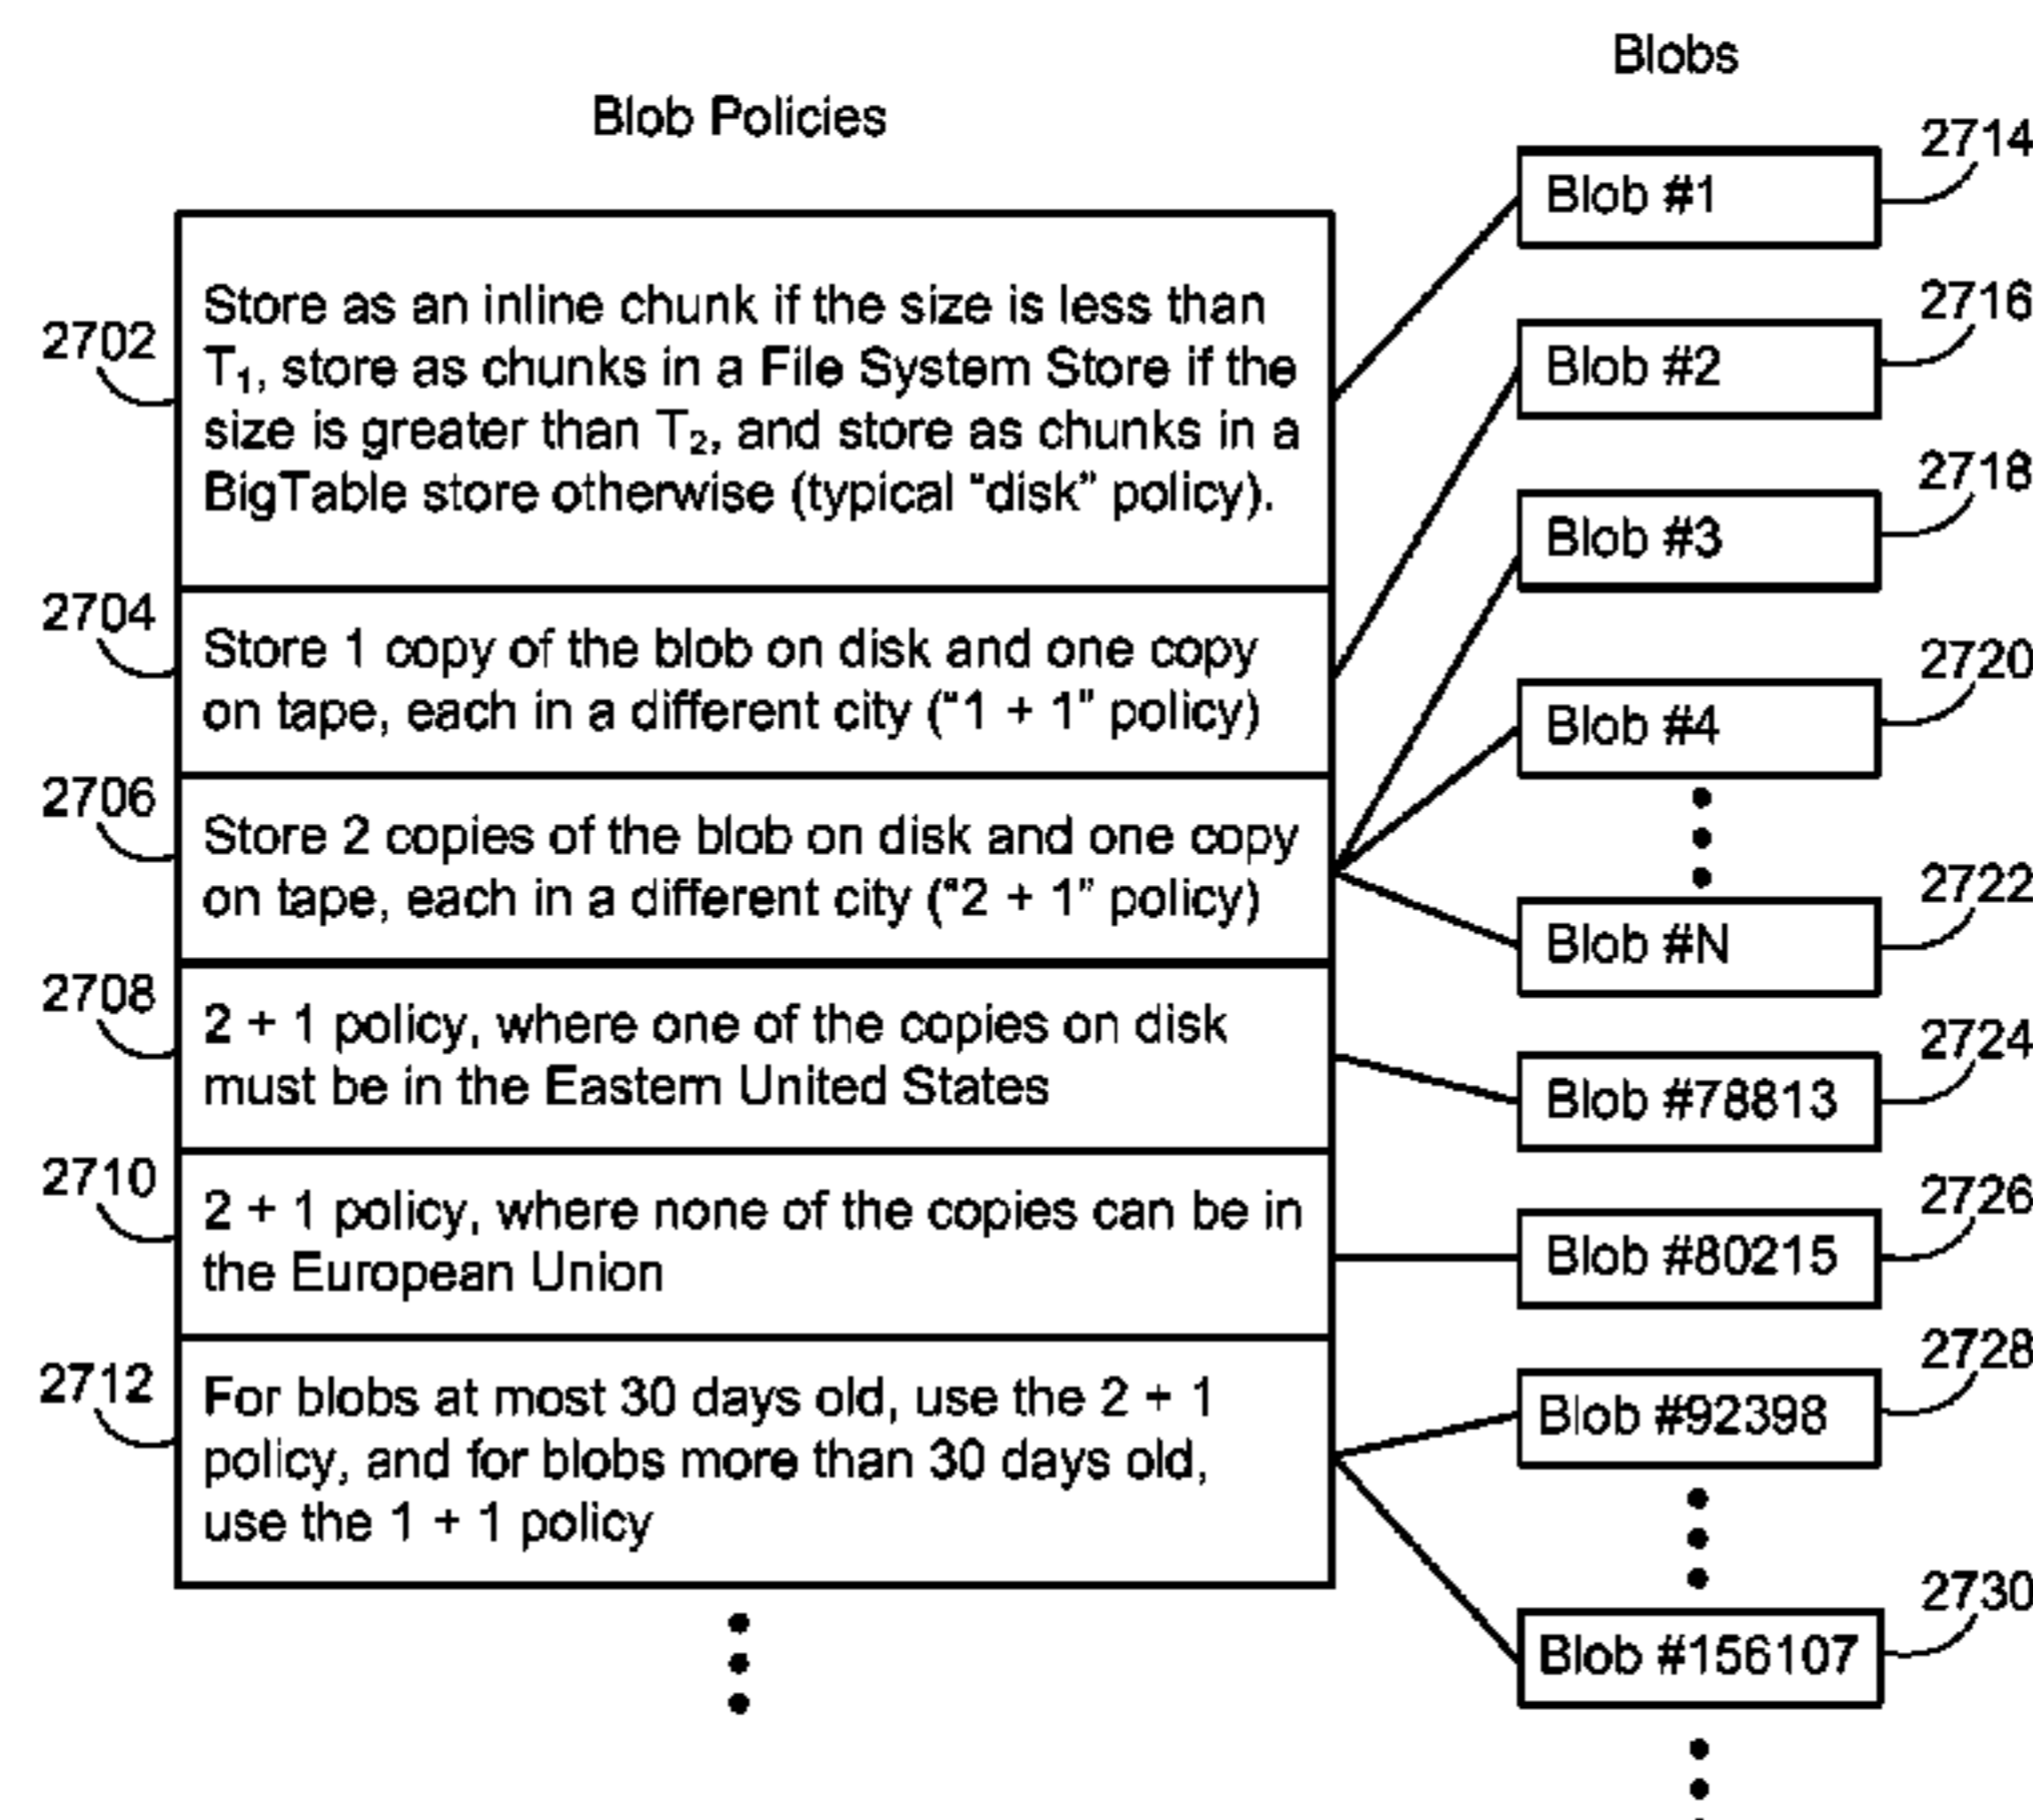 Blobs
Blob Policies
2714
Blob #1
2716
Blob #2
2718
Blob #3
2720
Blob #4
2722
Blob #N
2724
Blob #78813
2726
Blob #80215
2728
Blob #92398
2730
Blob #156107
2702
Store as an inline chunk if the size is less than
T₁, store as chunks in a File System Store if the
size is greater than T₂, and store as chunks in a
BigTable store otherwise (typical “disk” policy).
2704
Store 1 copy of the blob on disk and one copy
on tape, each in a different city (“1 + 1” policy)
2706
Store 2 copies of the blob on disk and one copy
on tape, each in a different city (“2 + 1” policy)
2708
2 + 1 policy, where one of the copies on disk
must be in the Eastern United States
2710
2 + 1 policy, where none of the copies can be in
the European Union
2712
For blobs at most 30 days old, use the 2 + 1
policy, and for blobs more than 30 days old,
use the 1 + 1 policy